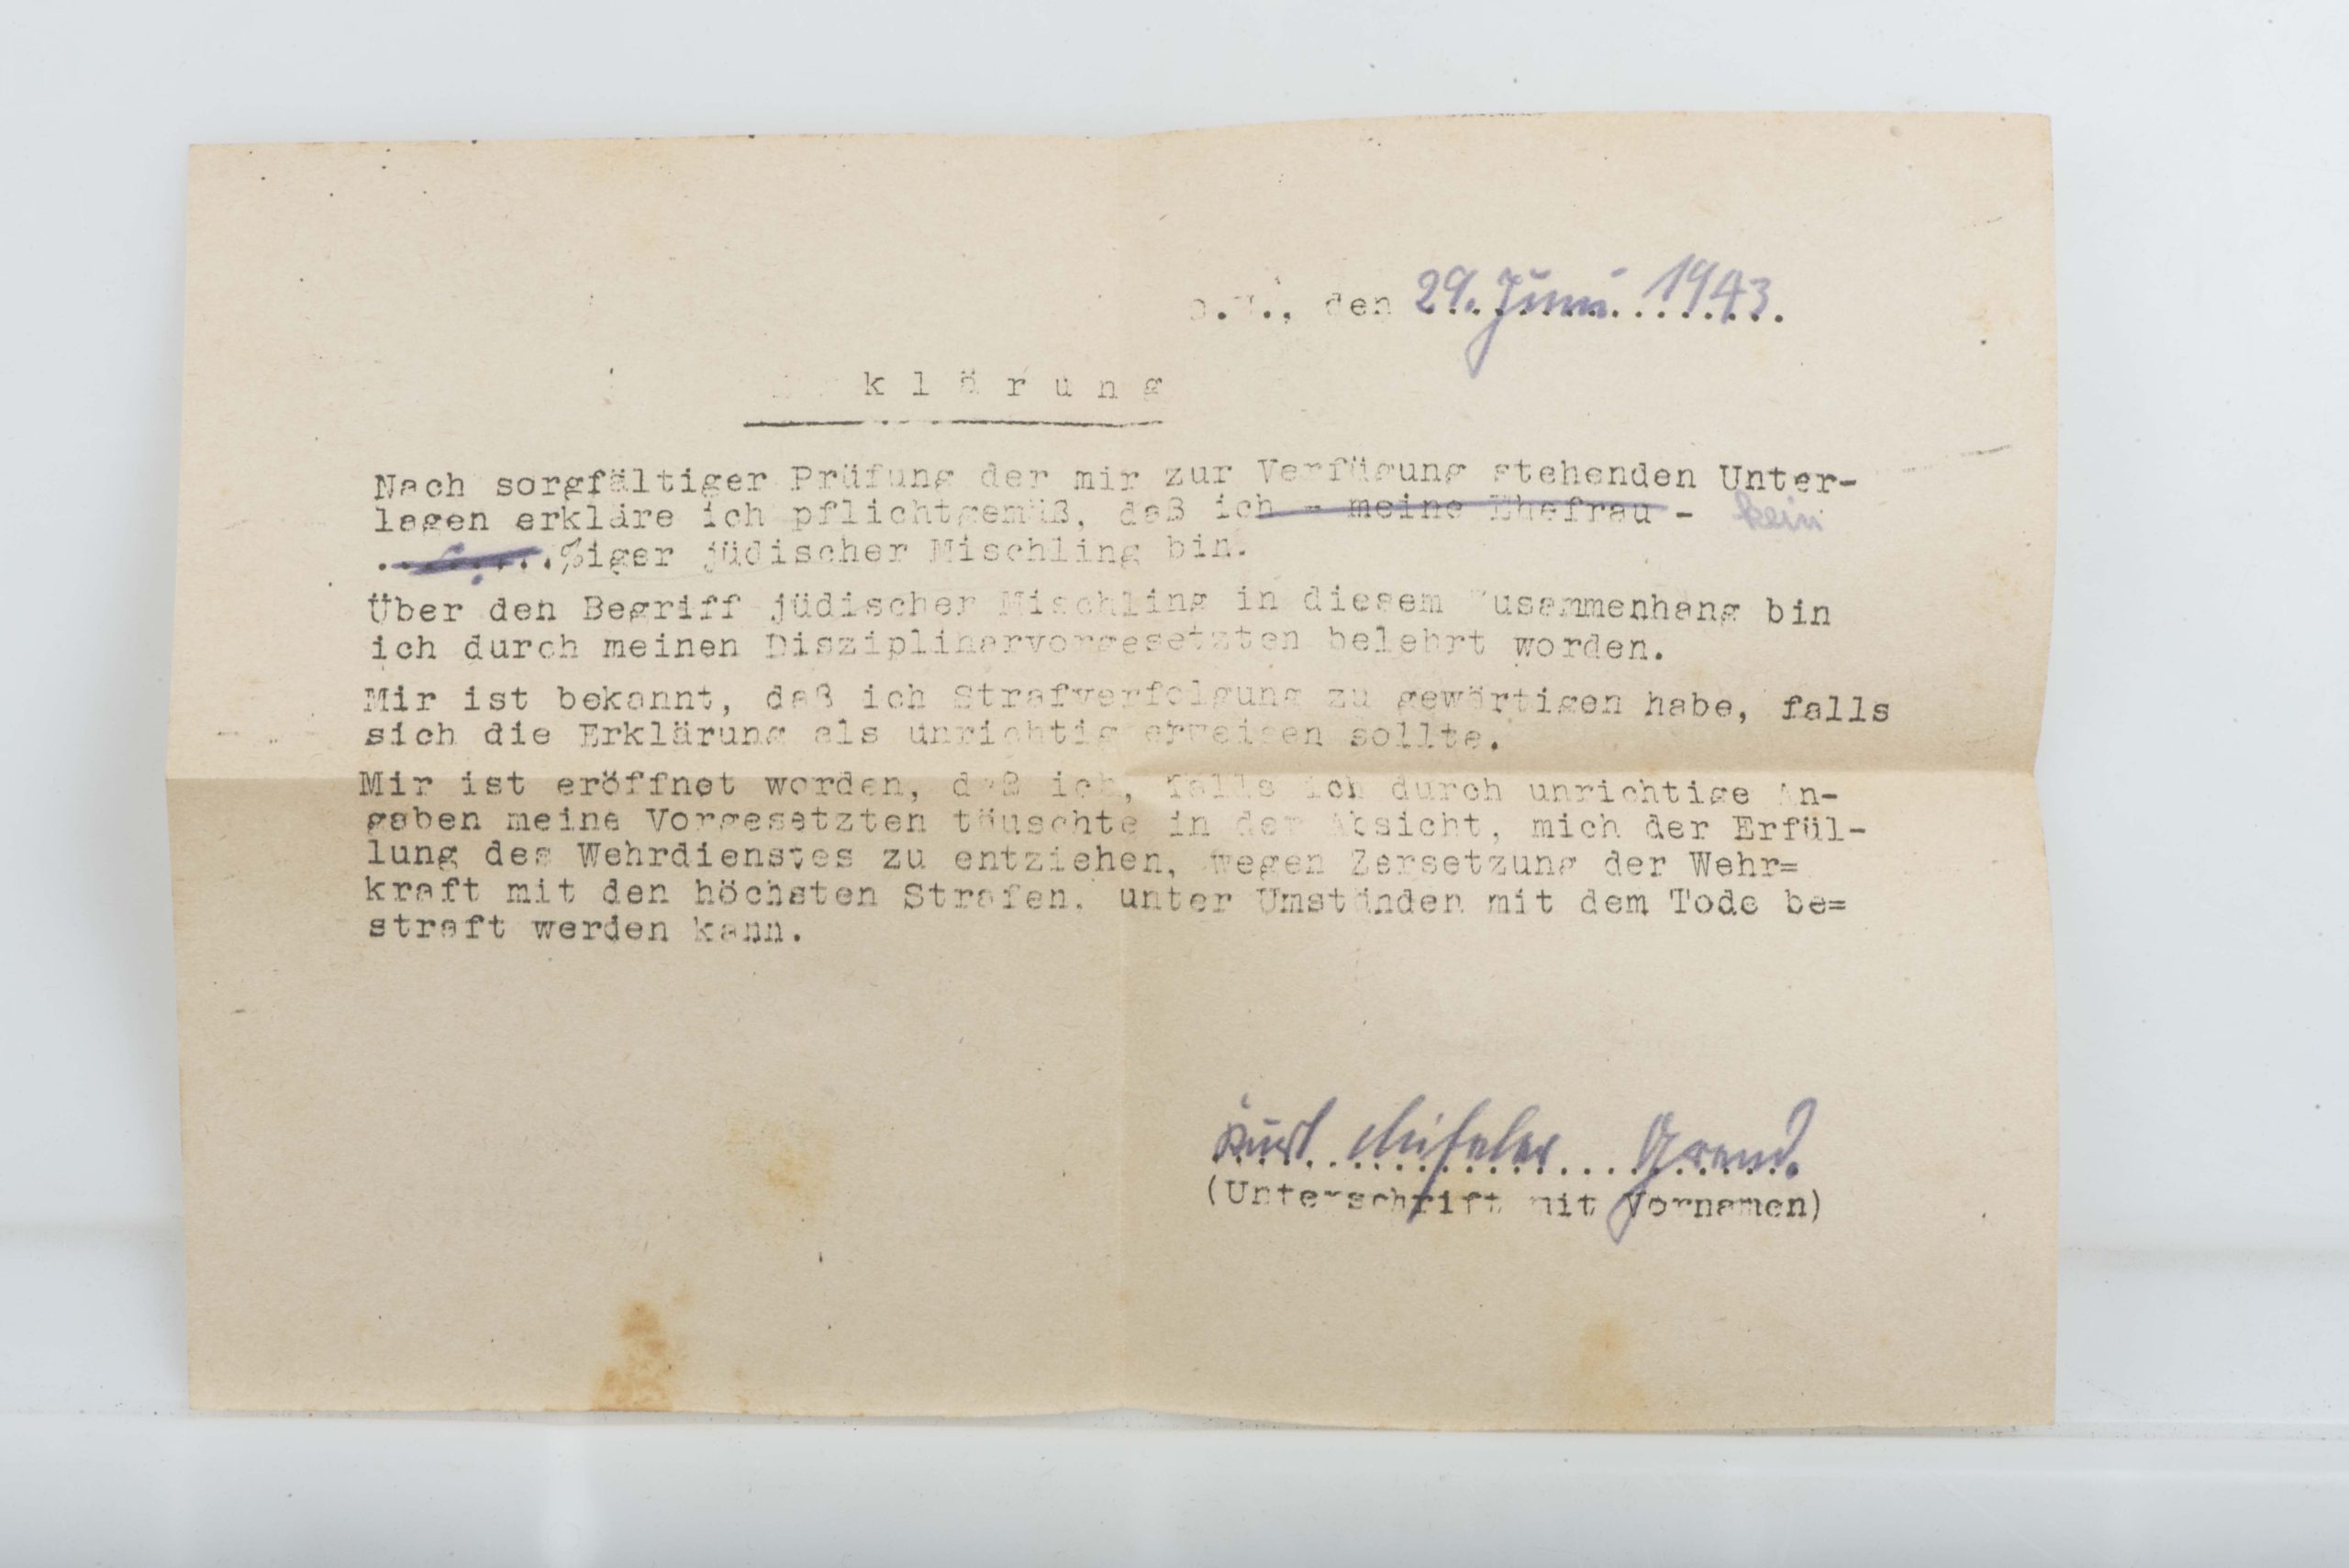 O.U., den 29. Juni 1943.
klärung
Nach sorgfältiger Prüfung der mir zur Verfügung stehenden Unter-
lagen erkläre ich pflichtgemäß, daß ich - meine Ehefrau - kein
.......%iger jüdischer Mischling bin.
Über den Begriff jüdischer Mischling in diesem Zusammenhang bin
ich durch meinen Disziplinarvorgesetzten belehrt worden.
Mir ist bekannt, daß ich Strafverfolgung zu gewärtigen habe, falls
sich die Erklärung als unrichtig erweisen sollte.
Mir ist eröffnet worden, daß ich, falls ich durch unrichtige An-
gaben meine Vorgesetzten täuschte in der Absicht, mich der Erfül-
lung des Wehrdienstes zu entziehen, wegen Zersetzung der Wehr=
kraft mit den höchsten Strafen, unter Umständen mit dem Tode be=
straft werden kann.
Kurt Grend.
(Unterschrift mit Vornamen)